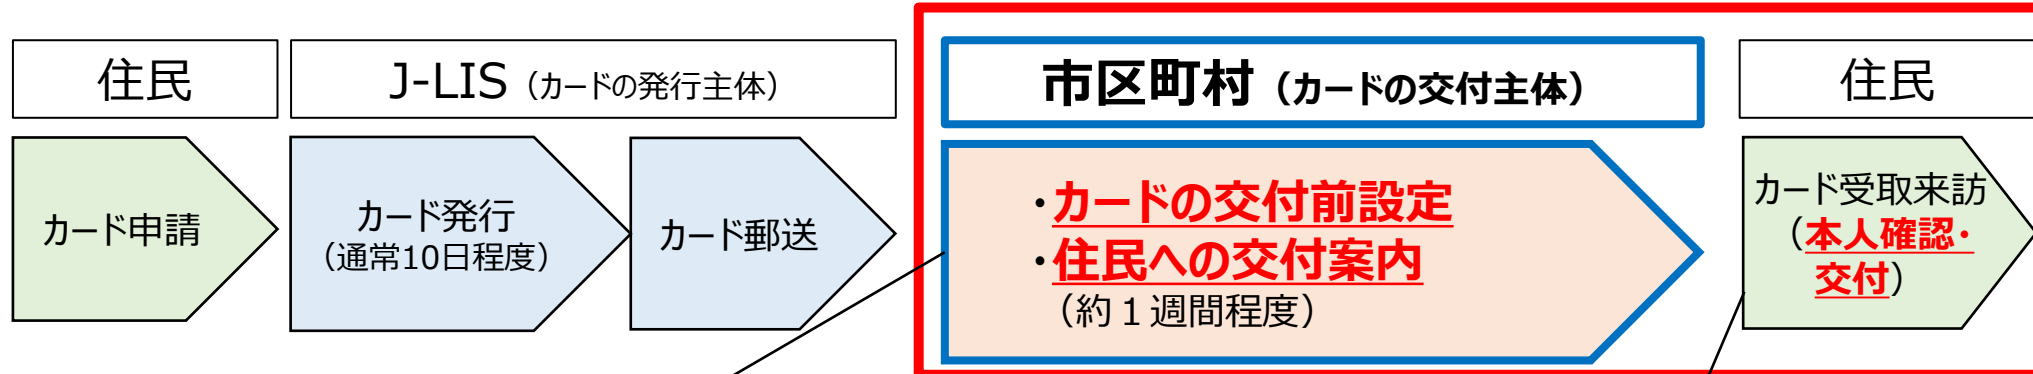 住民
J-LIS（カードの発行主体）
市区町村（カードの交付主体）
住民
カード申請
カード発行
（通常10日程度）
カード郵送
・カードの交付前設定
・住民への交付案内
（約１週間程度）
カード受取来訪
（本人確認・
交付）